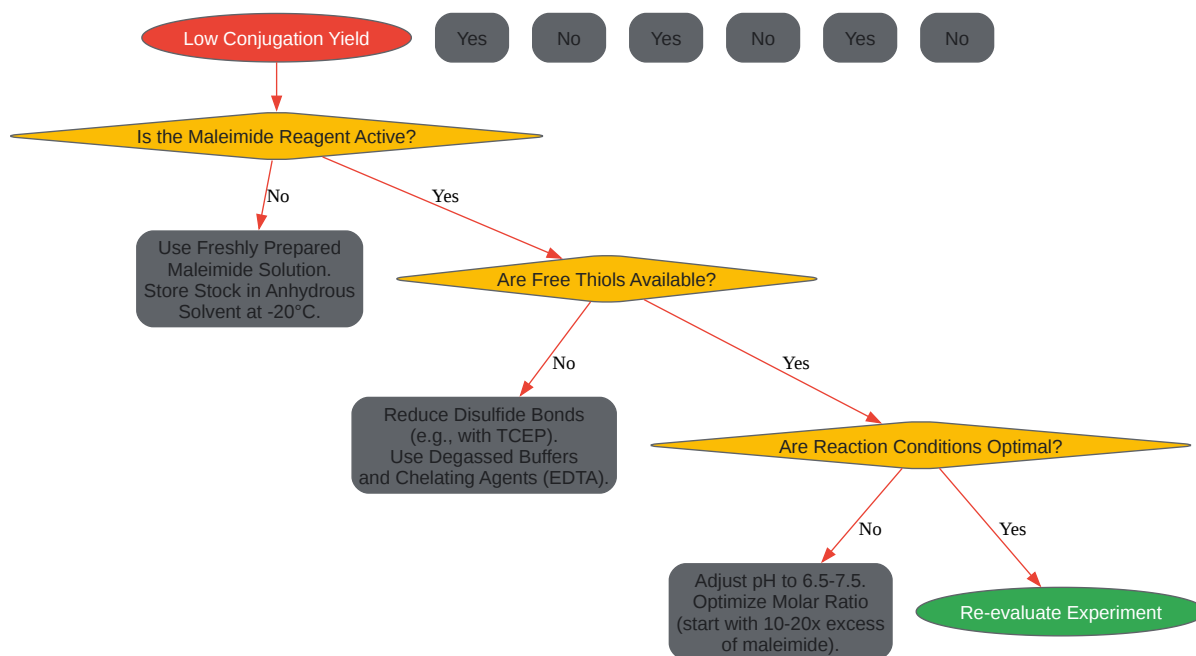 Low Conjugation Yield
Yes
No
Yes
No
Yes
No
Is the Maleimide Reagent Active?
No
Yes
Use Freshly Prepared
Maleimide Solution.
Store Stock in Anhydrous
Solvent at -20°C.
Are Free Thiols Available?
No
Yes
Reduce Disulfide Bonds
(e.g., with TCEP).
Use Degassed Buffers
and Chelating Agents (EDTA).
Are Reaction Conditions Optimal?
No
Yes
Adjust pH to 6.5-7.5.
Optimize Molar Ratio
(start with 10-20x excess
of maleimide).
Re-evaluate Experiment